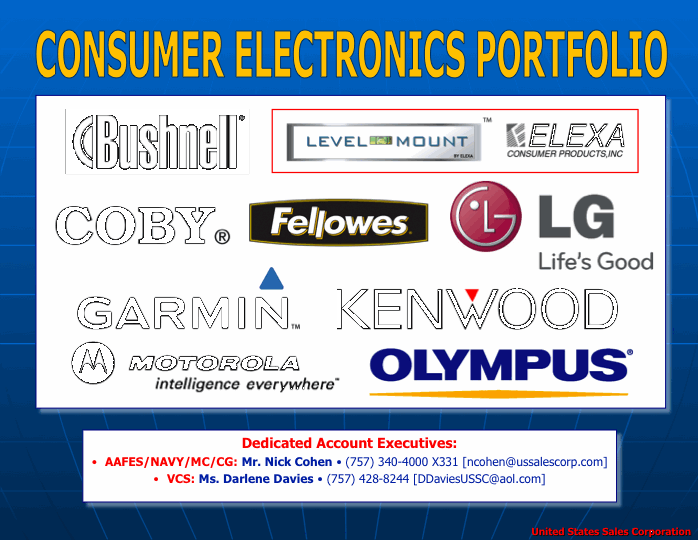 CONSUMER ELECTRONICS PORTFOLIO
Bushnell®
LEVEL MOUNT™
BY ELEXA
ELEXA
CONSUMER PRODUCTS, INC
COBY®
Fellowes®
LG
Life's Good
GARMIN™
KENWOOD
MOTOROLA
intelligence everywhere™
OLYMPUS®
Dedicated Account Executives:
• AAFES/NAVY/MC/CG: Mr. Nick Cohen • (757) 340-4000 X331 [ncohen@ussalescorp.com]
• VCS: Ms. Darlene Davies • (757) 428-8244 [DDaviesUSSC@aol.com]
United States Sales Corporation